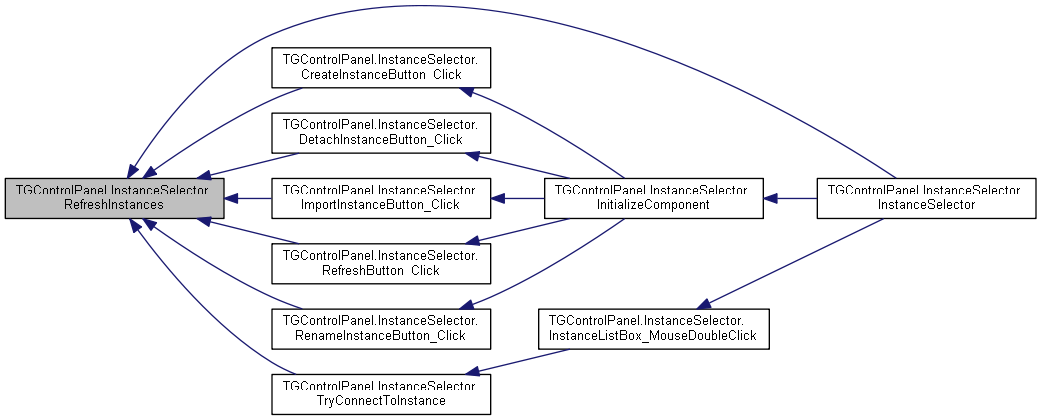 TGControlPanel.InstanceSelector.
CreateInstanceButton_Click
TGControlPanel.InstanceSelector.
DetachInstanceButton_Click
TGControlPanel.InstanceSelector.
RefreshInstances
TGControlPanel.InstanceSelector.
ImportInstanceButton_Click
TGControlPanel.InstanceSelector.
InitializeComponent
TGControlPanel.InstanceSelector.
InstanceSelector
TGControlPanel.InstanceSelector.
RefreshButton_Click
TGControlPanel.InstanceSelector.
RenameInstanceButton_Click
TGControlPanel.InstanceSelector.
InstanceListBox_MouseDoubleClick
TGControlPanel.InstanceSelector.
TryConnectToInstance